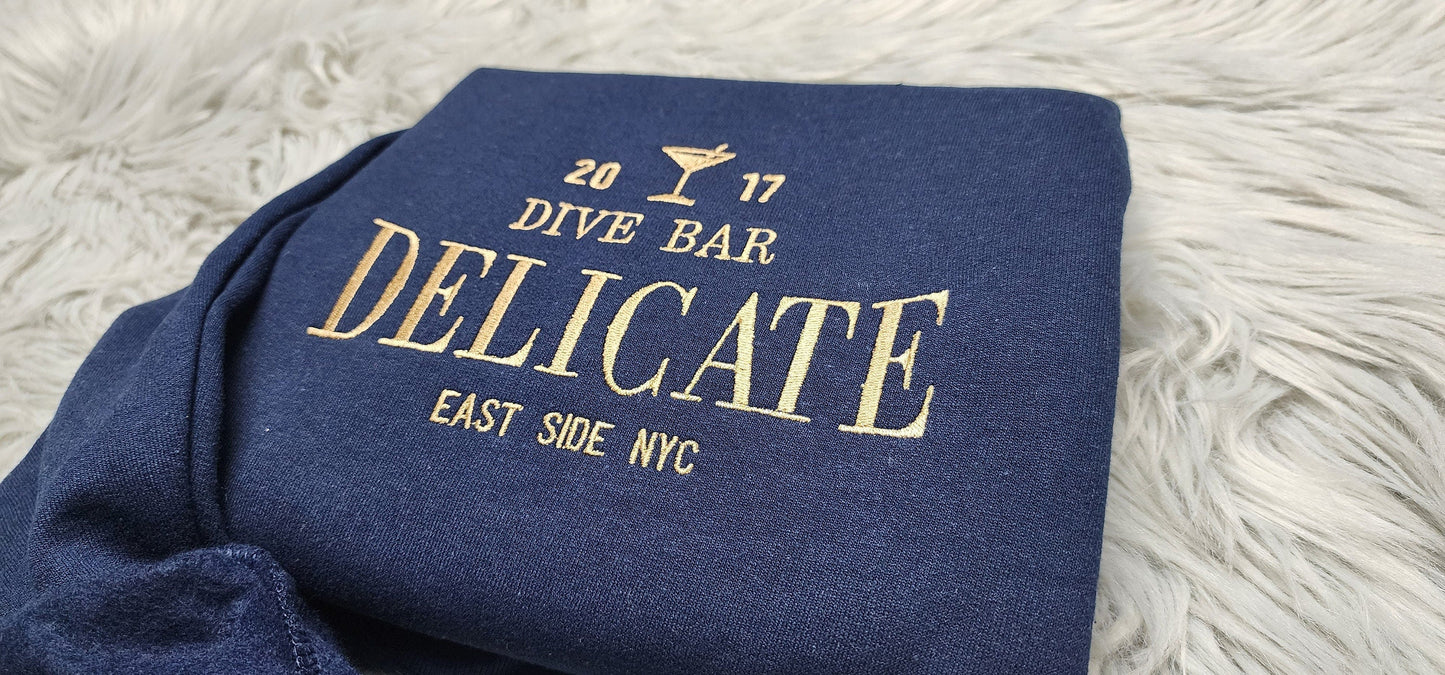 20 17
DIVE BAR
DELICATE
EAST SIDE NYC